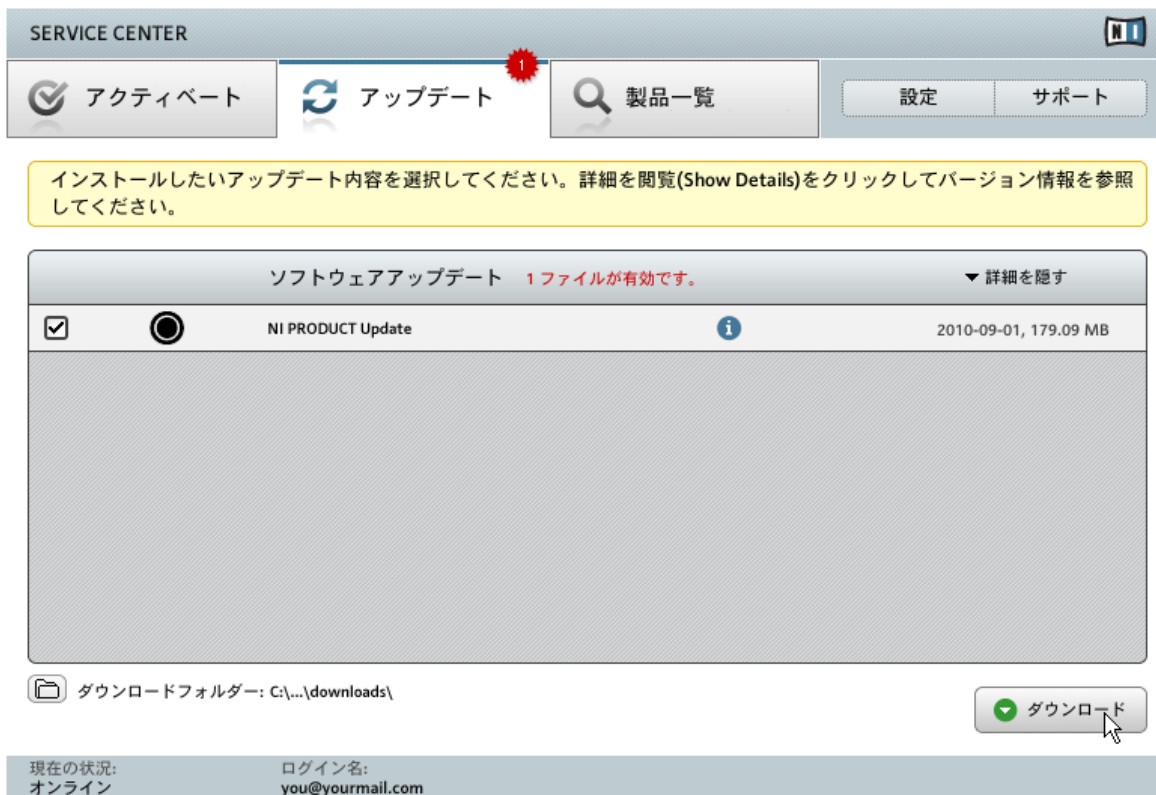 SERVICE CENTER
NI
アクティベート
アップデート
1
製品一覧
設定
サポート
インストールしたいアップデート内容を選択してください。詳細を閲覧(Show Details)をクリックしてバージョン情報を参照
してください。
ソフトウェアアップデート 1 ファイルが有効です。 詳細を隠す
NI PRODUCT Update i 2010-09-01, 179.09 MB
ダウンロードフォルダー: C:\...\downloads\
ダウンロード
現在の状況: ログイン名:
オンライン you@yourmail.com